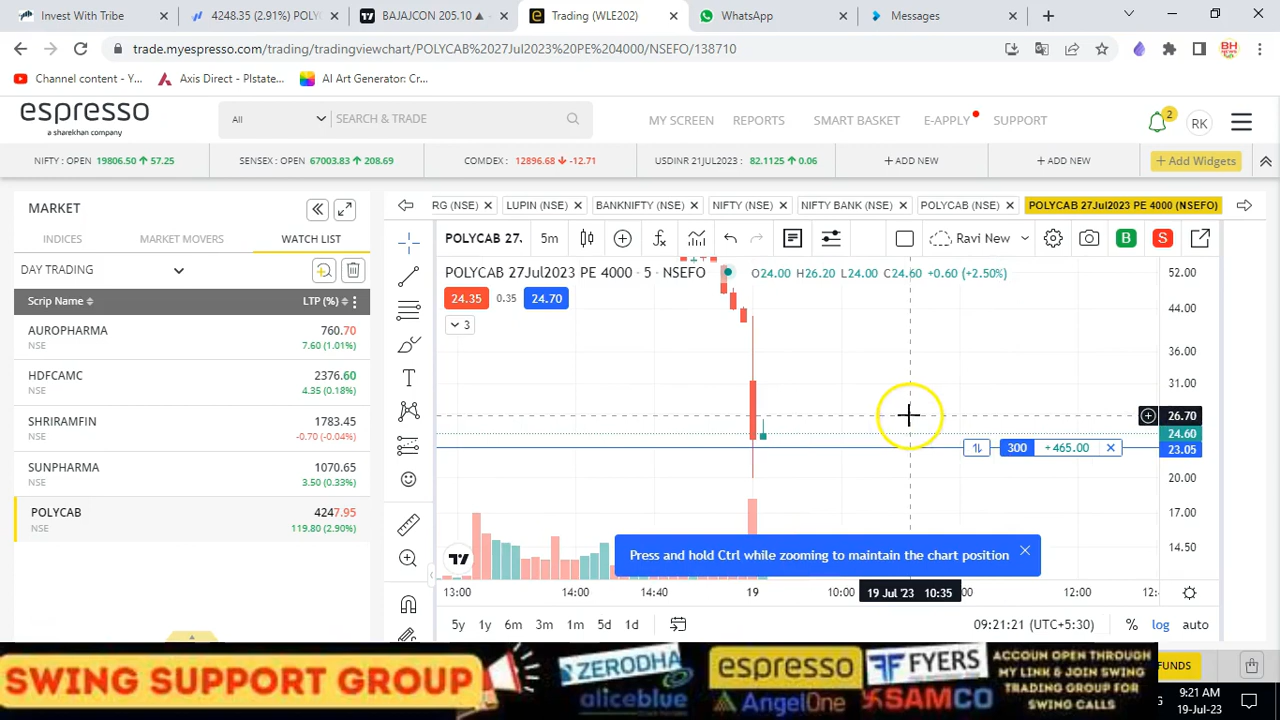 Invest With Tribe
4248.35 (2.01%) POLYC
BAJAJCON 205.10 ▲ -
Trading (WLE202)
WhatsApp
Messages
trade.myespresso.com/trading/tradingviewchart/POLYCAB%2027Jul2023%20PE%204000/NSEFO/138710
Channel content - Y...
Axis Direct - Plstate...
AI Art Generator: Cr...
espresso
a sharekhan company
All
SEARCH & TRADE
MY SCREEN
REPORTS
SMART BASKET
E-APPLY
SUPPORT
2
RK
NIFTY : OPEN 19806.50 ↑ 57.25
SENSEX : OPEN 67003.83 ↑ 208.69
COMDEX : 12896.68 ↓ -12.71
USDINR 21JUL2023 : 82.1125 ↑ 0.06
+ ADD NEW
+ ADD NEW
+ Add Widgets
MARKET
INDICES
MARKET MOVERS
WATCH LIST
DAY TRADING
Scrip Name
LTP (%)
AUROPHARMA 760.70
NSE 7.60 (1.01%)
HDFCAMC 2376.60
NSE 4.35 (0.18%)
SHRIRAMFIN 1783.45
NSE -0.70 (-0.04%)
SUNPHARMA 1070.65
NSE 3.50 (0.33%)
POLYCAB 4247.95
NSE 119.80 (2.90%)
RG (NSE)
LUPIN (NSE)
BANKNIFTY (NSE)
NIFTY (NSE)
NIFTY BANK (NSE)
POLYCAB (NSE)
POLYCAB 27Jul2023 PE 4000 (NSEFO)
POLYCAB 27.
5m
Ravi New
B
S
POLYCAB 27Jul2023 PE 4000 · 5 · NSEFO
O24.00 H26.20 L24.00 C24.60 +0.60 (+2.50%)
24.35
0.35
24.70
3
52.00
44.00
36.00
31.00
26.70
24.60
23.05
20.00
17.00
14.50
300
+465.00
Press and hold Ctrl while zooming to maintain the chart position
13:00
14:00
14:40
19
10:00
19 Jul '23 10:35
:00
12:00
12:
5y
1y
6m
3m
1m
5d
1d
09:21:21 (UTC+5:30)
%
log
auto
SWING SUPPORT GROUP
ZERODHA
aliceblue
espresso
AngelOne
FYERS
SAMCO
ACCOUN OPEN THROUGH
MY LINK & JOIN SWING
TRADING GROUP FOR
SWING CALLS
FUNDS
9:21 AM
19-Jul-23